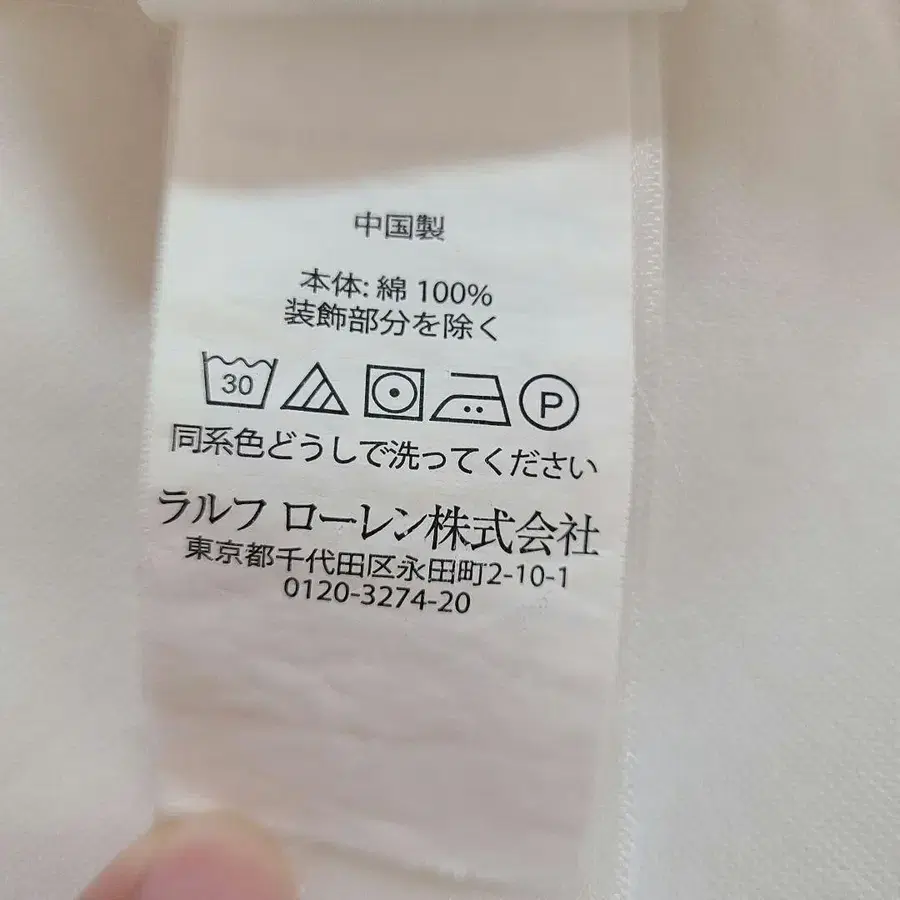 中国製
本体: 綿 100%
装飾部分を除く
30 P
同系色どうしで洗ってください
ラルフ ローレン株式会社
東京都千代田区永田町2-10-1
0120-3274-20